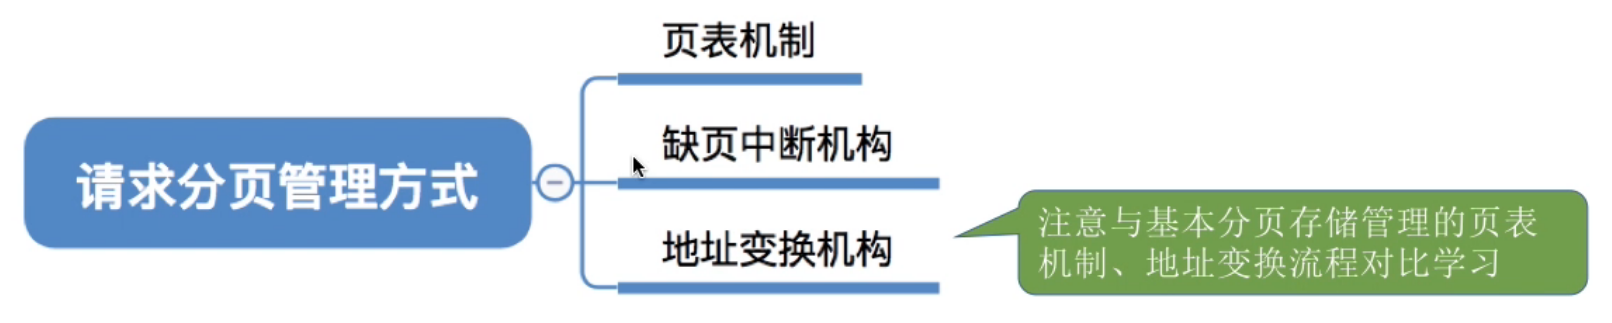 请求分页管理方式
页表机制
缺页中断机构
地址变换机构
注意与基本分页存储管理的页表
机制、地址变换流程对比学习